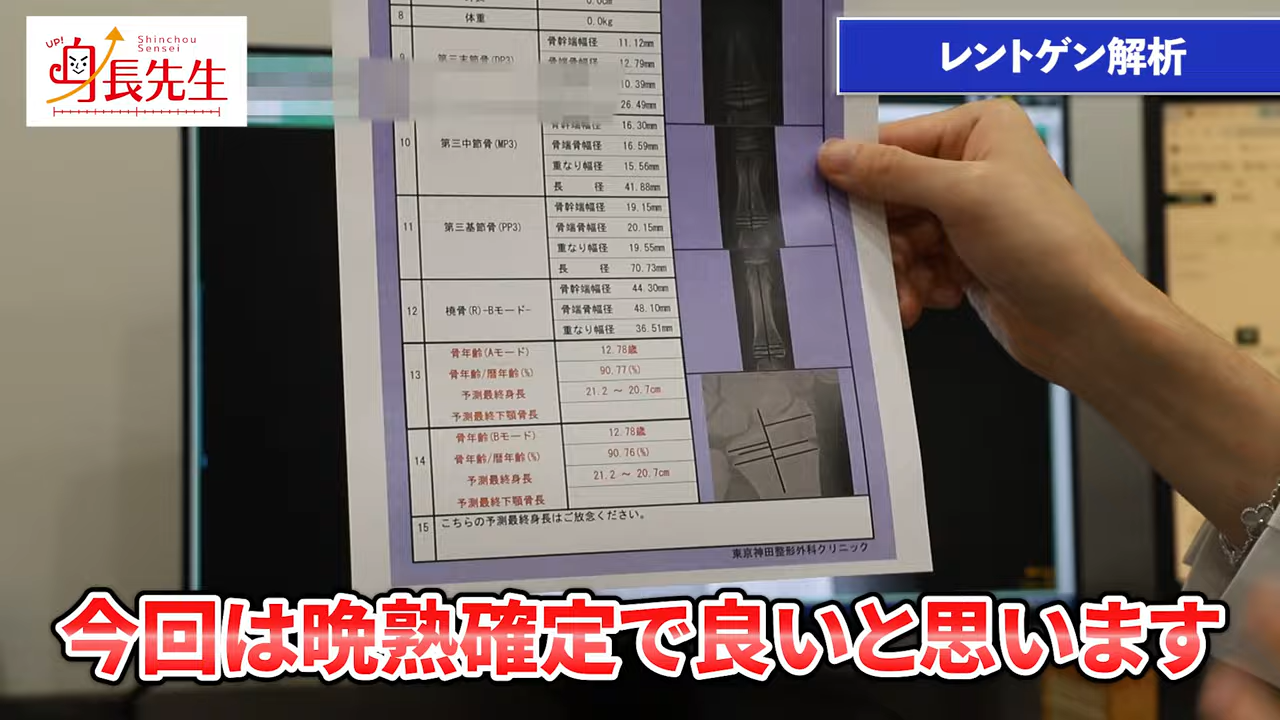 UP!
Shinchou
Sensei
身長先生
レントゲン解析
0.0cm
8 体重 0.0kg
骨幹端幅径 11.12mm
第三末節骨(DP3) 12.79mm
10.39mm
26.49mm
骨幹端幅径 16.30mm
10 第三中節骨(MP3) 骨端骨幅径 16.59mm
重なり幅径 15.56mm
長 径 41.88mm
骨幹端幅径 19.15mm
11 第三基節骨(PP3) 骨端骨幅径 20.15mm
重なり幅径 19.55mm
長 径 70.73mm
骨幹端幅径 44.30mm
12 橈骨(R)-Bモード- 骨端骨幅径 48.10mm
重なり幅径 36.51mm
骨年齢(Aモード) 12.78歳
13 骨年齢/暦年齢(%) 90.77(%)
予測最終身長 21.2 ～ 20.7cm
予測最終下顎骨長
骨年齢(Bモード) 12.78歳
14 骨年齢/暦年齢(%) 90.76(%)
予測最終身長 21.2 ～ 20.7cm
予測最終下顎骨長
15 こちらの予測最終身長はご放念ください。
東京神田整形外科クリニック
今回は晩熟確定で良いと思います